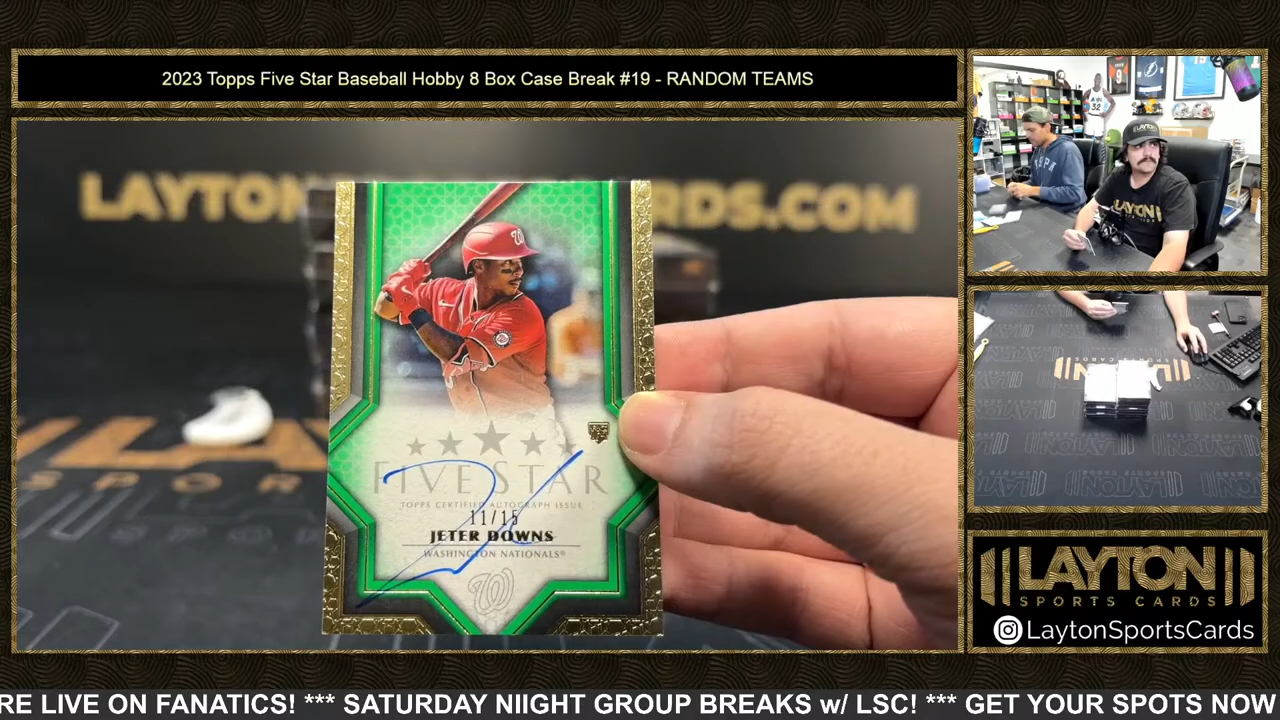 2023 Topps Five Star Baseball Hobby 8 Box Case Break #19 - RANDOM TEAMS
LAYTO RDS.COM
FIVE STAR
TOPPS CERTIFIED AUTOGRAPH ISSUE
11/15
JETER DOWNS
WASHINGTON NATIONALS®
W
SPOR
LAYTON
LAYTON
SPORTS CARDS
LaytonSportsCards
RE LIVE ON FANATICS! *** SATURDAY NIIGHT GROUP BREAKS w/ LSC! *** GET YOUR SPOTS NOW